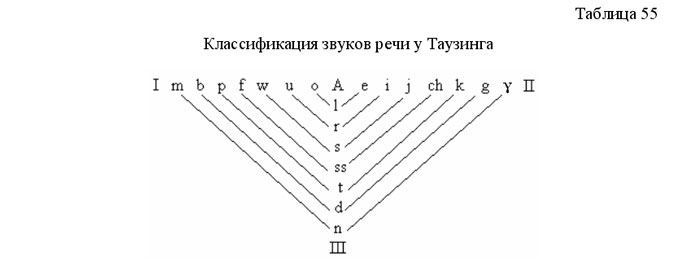 Таблица 55
Классификация звуков речи у Таузинга
I m b p f w u o A e i j ch k g γ II
l
r
s
ss
t
d
n
III